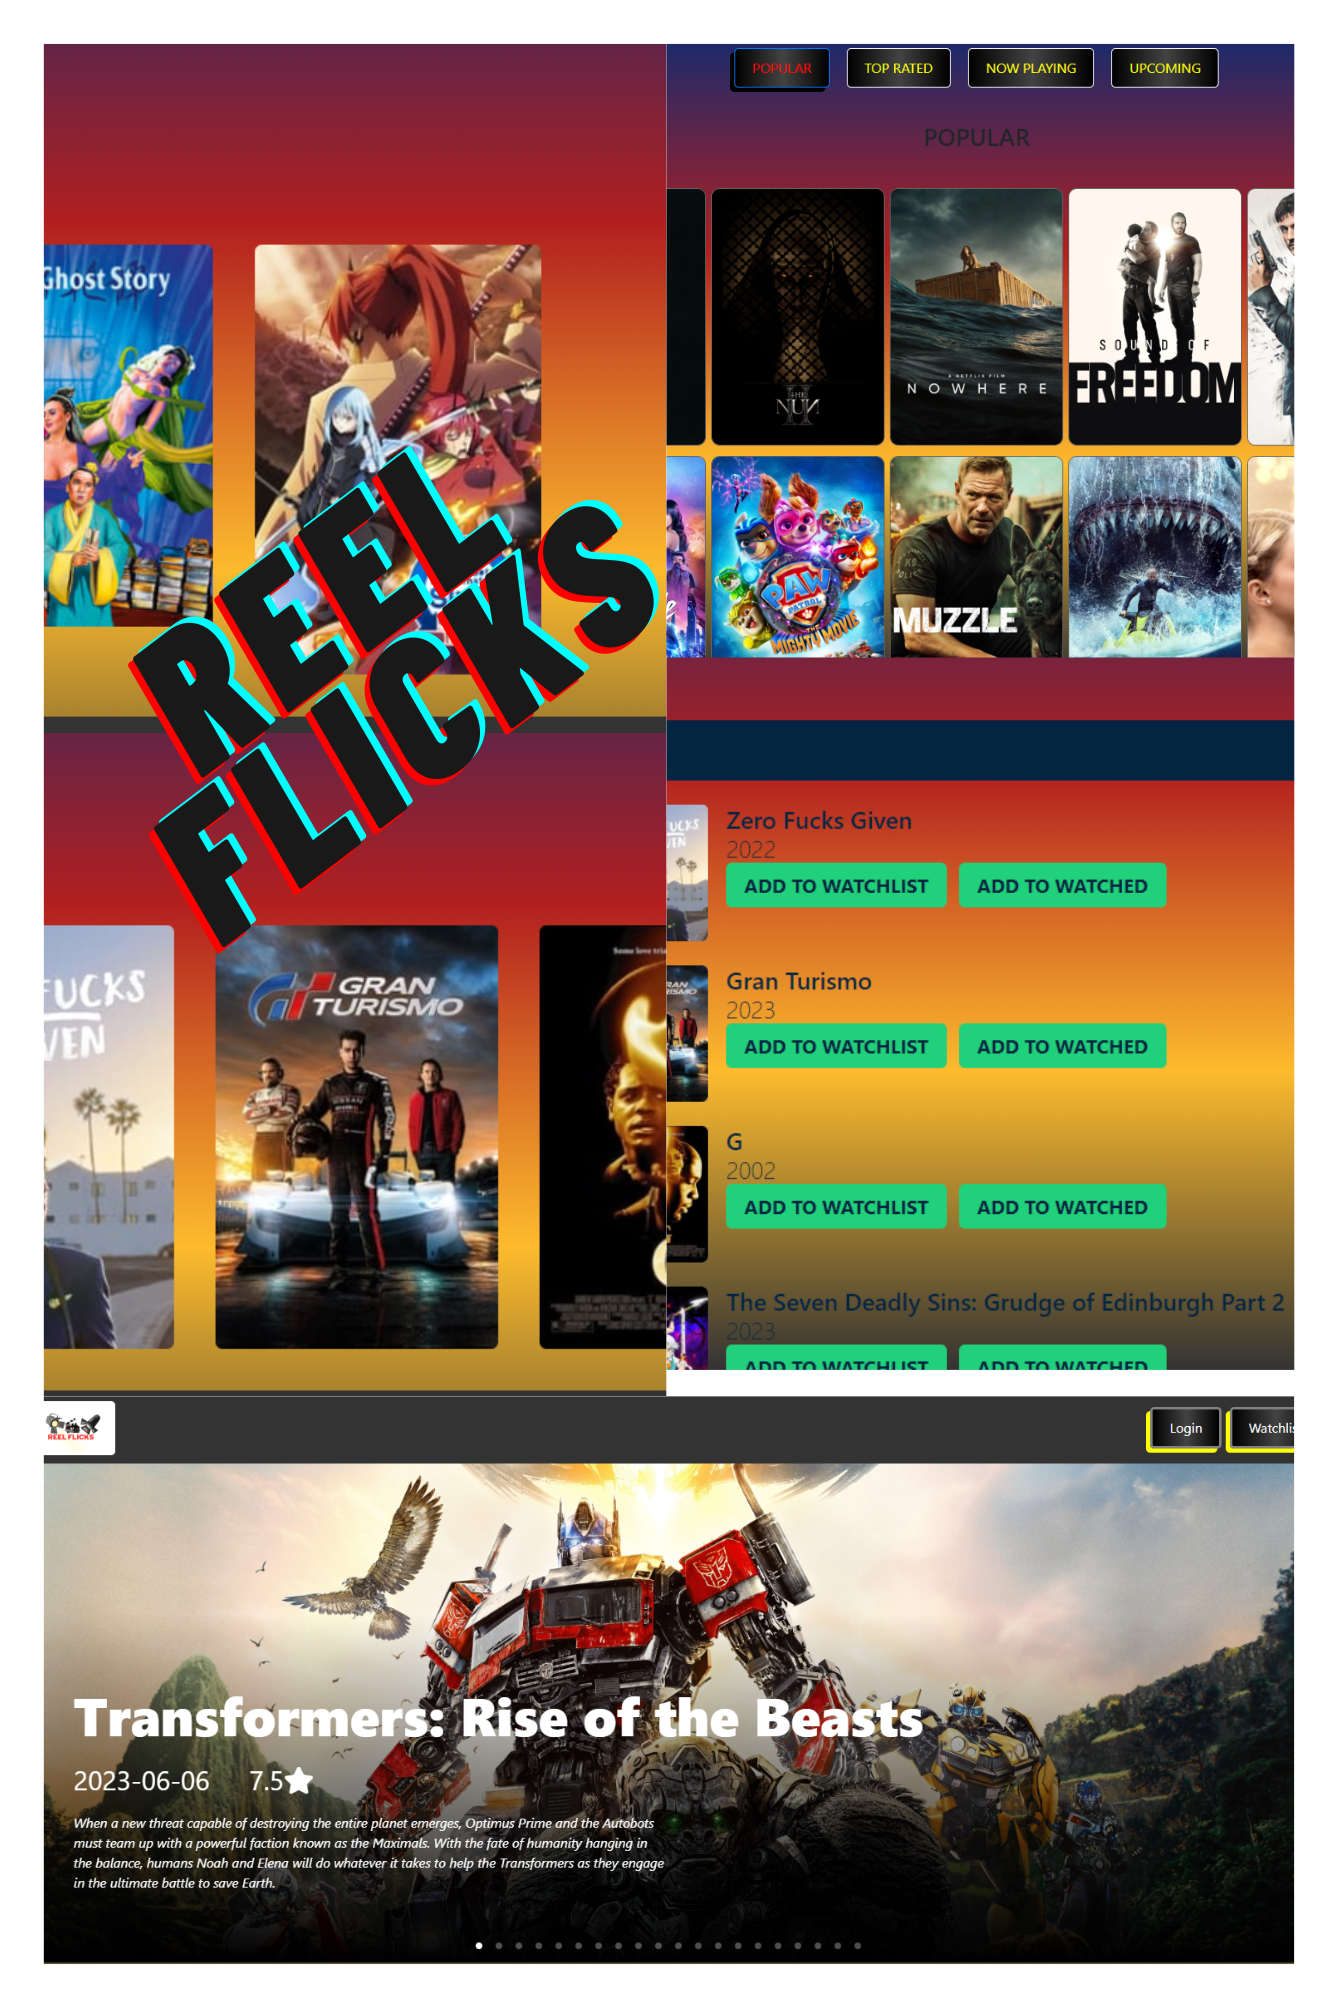 Ghost Story
REEL
FLICKS
UCKS
VEN
GRAN
TURISMO
Some love
POPULAR
TOP RATED
NOW PLAYING
UPCOMING
POPULAR
THE
NUN
II
A NETFLIX FILM
NOWHERE
SOUND OF
FREEDOM
PAW
PATROL
THE
MIGHTY MOVIE
POLICE
MUZZLE
UCKS
VEN
Zero Fucks Given
2022
ADD TO WATCHLIST
ADD TO WATCHED
Gran Turismo
2023
ADD TO WATCHLIST
ADD TO WATCHED
G
2002
ADD TO WATCHLIST
ADD TO WATCHED
The Seven Deadly Sins: Grudge of Edinburgh Part 2
2023
ADD TO WATCHLIST
ADD TO WATCHED
REEL FLICKS
Login
Watchlis
Transformers: Rise of the Beasts
2023-06-06 7.5
When a new threat capable of destroying the entire planet emerges, Optimus Prime and the Autobots
must team up with a powerful faction known as the Maximals. With the fate of humanity hanging in
the balance, humans Noah and Elena will do whatever it takes to help the Transformers as they engage
in the ultimate battle to save Earth.